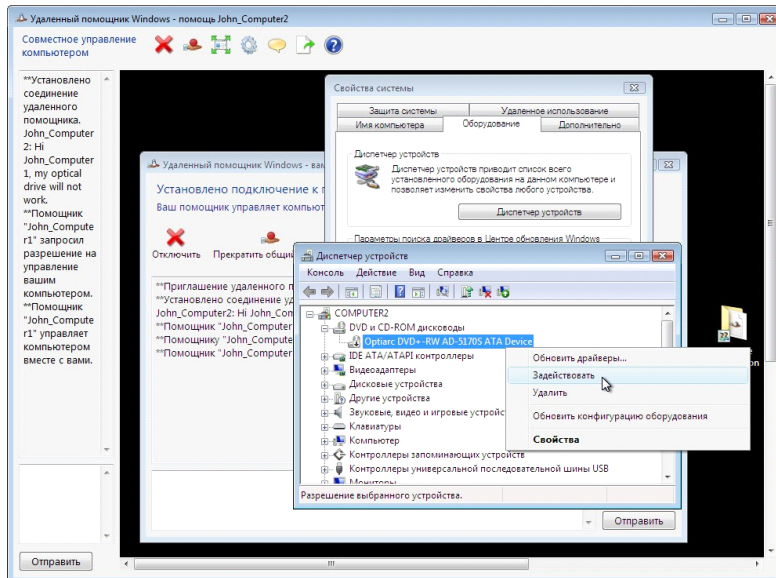 Удаленный помощник Windows - помощь John_Computer2
Совместное управление
компьютером
**Установлено
соединение
удаленного
помощника.
John_Computer
2: Hi
John_Computer
1, my optical
drive will not
work.
**Помощник
"John_Compute
r1" запросил
разрешение на
управление
вашим
компьютером.
**Помощник
"John_Compute
r1" управляет
компьютером
вместе с вами.
Отправить
Свойства системы
Защита системы
Удаленное использование
Имя компьютера
Оборудование
Дополнительно
Диспетчер устройств
Диспетчер устройств приводит список всего
установленного оборудования на данном компьютере и
позволяет изменить свойства любого устройства.
Диспетчер устройств
Параметры поиска драйверов в Центре обновления Windows
Удаленный помощник Windows - ваш
Установлено подключение к
Ваш помощник управляет компьют
Отключить
Прекратить общий
**Приглашение удаленного п
**Установлено соединение уд
John_Computer2: Hi John_Com
**Помощник "John_Computer
**Помощнику "John_Compute
**Помощник "John_Computer
Отправить
Диспетчер устройств
Консоль Действие Вид Справка
COMPUTER2
DVD и CD-ROM дисководы
Optiarc DVD+-RW AD-5170S ATA Device
IDE ATA/ATAPI контроллеры
Видеоадаптеры
Дисковые устройства
Другие устройства
Звуковые, видео и игровые устройс
Клавиатуры
Компьютер
Контроллеры запоминающих устройств
Контроллеры универсальной последовательной шины USB
Мониторы
Разрешение выбранного устройства.
Обновить драйверы...
Задействовать
Удалить
Обновить конфигурацию оборудования
Свойства